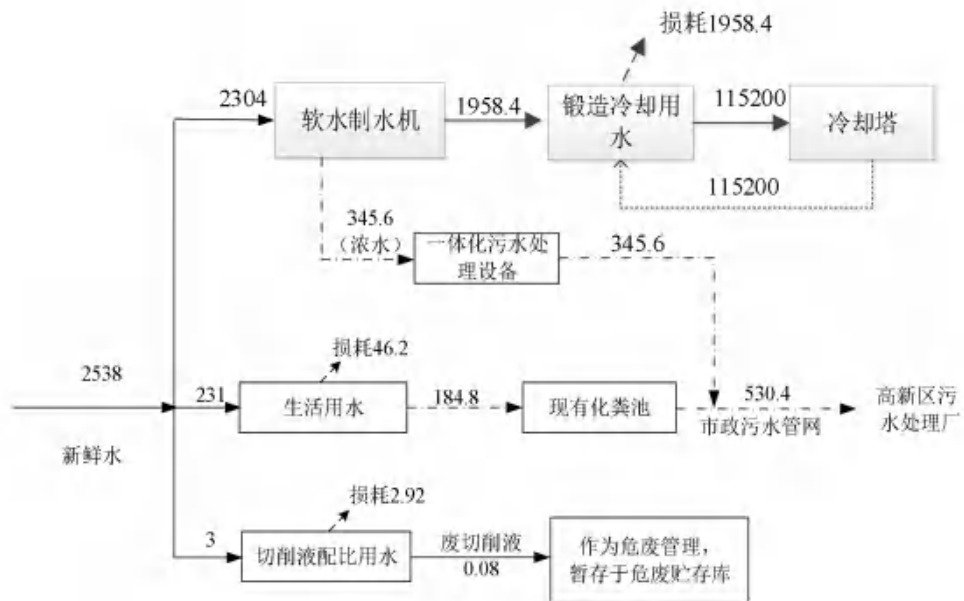 损耗1958.4
2304
软水制水机
1958.4
锻造冷却用
水
115200
冷却塔
115200
345.6
（浓水）
一体化污水处
理设备
345.6
2538
新鲜水
231
损耗46.2
生活用水
184.8
现有化粪池
530.4
市政污水管网
高新区污
水处理厂
3
损耗2.92
切削液配比用水
废切削液
0.08
作为危废管理，
暂存于危废贮存库